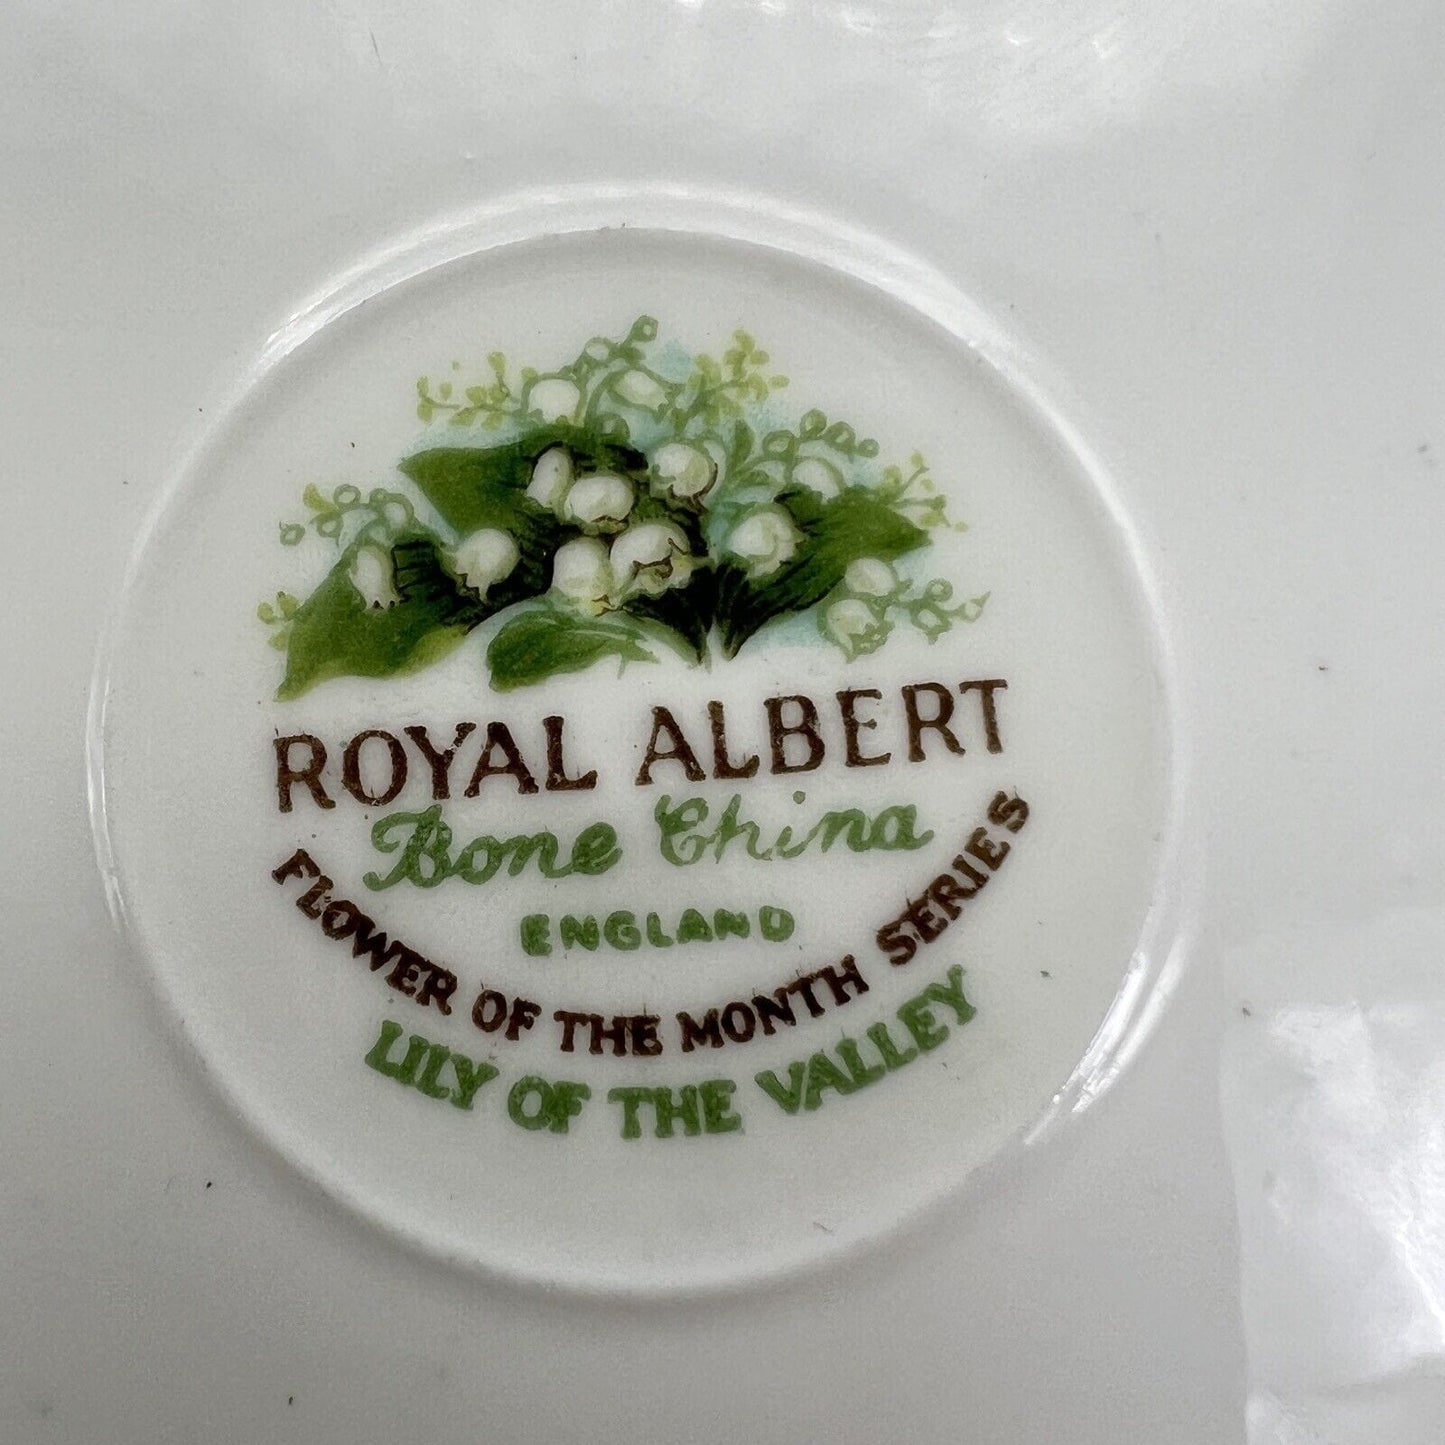 ROYAL ALBERT
Bone China
ENGLAND
FLOWER OF THE MONTH SERIES
LILY OF THE VALLEY